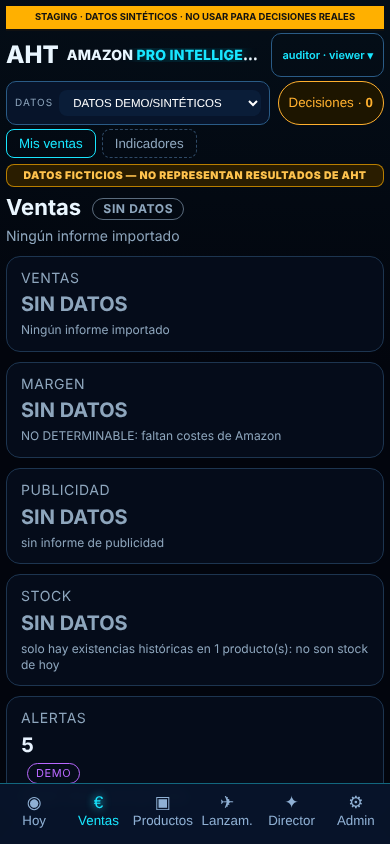 STAGING · DATOS SINTÉTICOS · NO USAR PARA DECISIONES REALES
AHT AMAZON PRO INTELLIGE...
auditor · viewer ▾
DATOS DATOS DEMO/SINTÉTICOS
Decisiones · 0
Mis ventas Indicadores
DATOS FICTICIOS — NO REPRESENTAN RESULTADOS DE AHT
Ventas SIN DATOS
Ningún informe importado
VENTAS
SIN DATOS
Ningún informe importado
MARGEN
SIN DATOS
NO DETERMINABLE: faltan costes de Amazon
PUBLICIDAD
SIN DATOS
sin informe de publicidad
STOCK
SIN DATOS
solo hay existencias históricas en 1 producto(s): no son stock
de hoy
ALERTAS
5
DEMO
Hoy Ventas Productos Lanzam. Director Admin